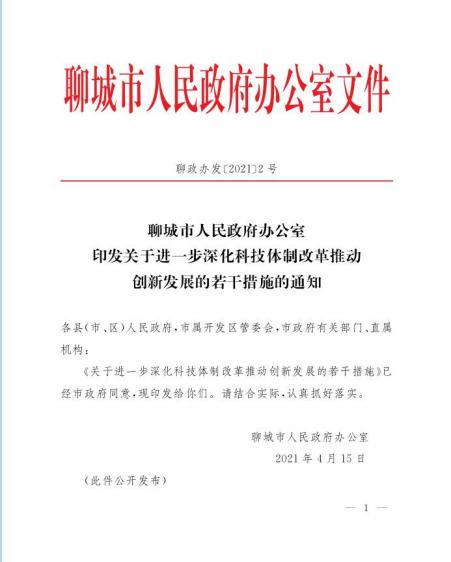 聊城市人民政府办公室文件
聊政办发〔2021〕2号
聊城市人民政府办公室
印发关于进一步深化科技体制改革推动
创新发展的若干措施的通知
各县(市、区)人民政府,市属开发区管委会,市政府有关部门、直属
机构:
《关于进一步深化科技体制改革推动创新发展的若干措施》已
经市政府同意,现印发给你们。请结合实际,认真抓好落实。
聊城市人民政府办公室
2021年4月15日
(此件公开发布)
— 1 —